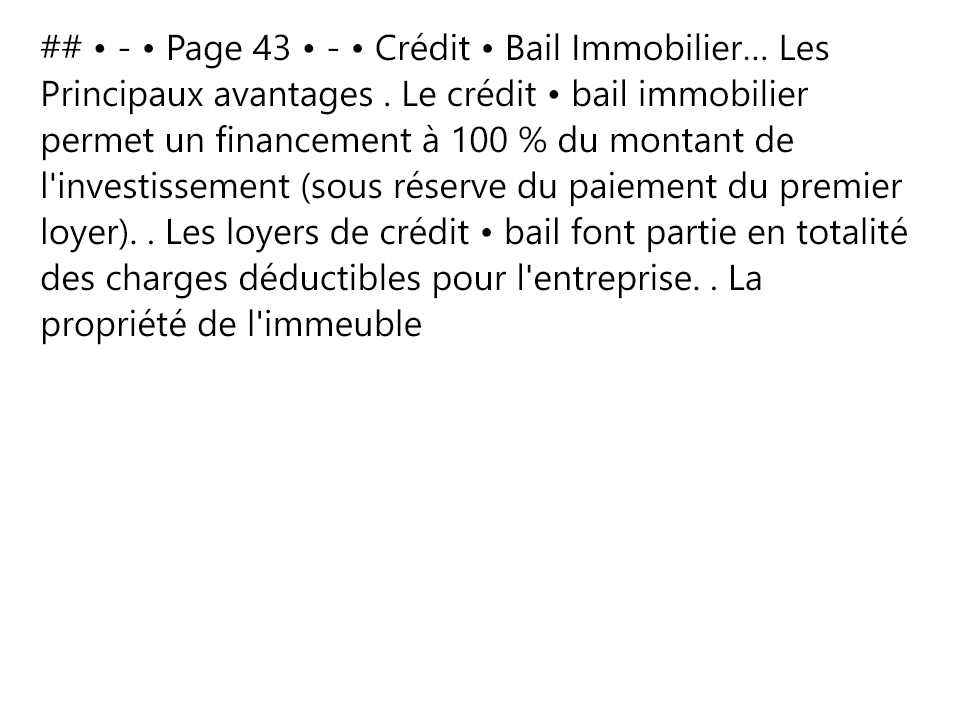 ## • - • Page 43 • - • Crédit • Bail Immobilier... Les
Principaux avantages . Le crédit • bail immobilier
permet un financement à 100 % du montant de
l'investissement (sous réserve du paiement du premier
loyer). . Les loyers de crédit • bail font partie en totalité
des charges déductibles pour l'entreprise. . La
propriété de l'immeuble